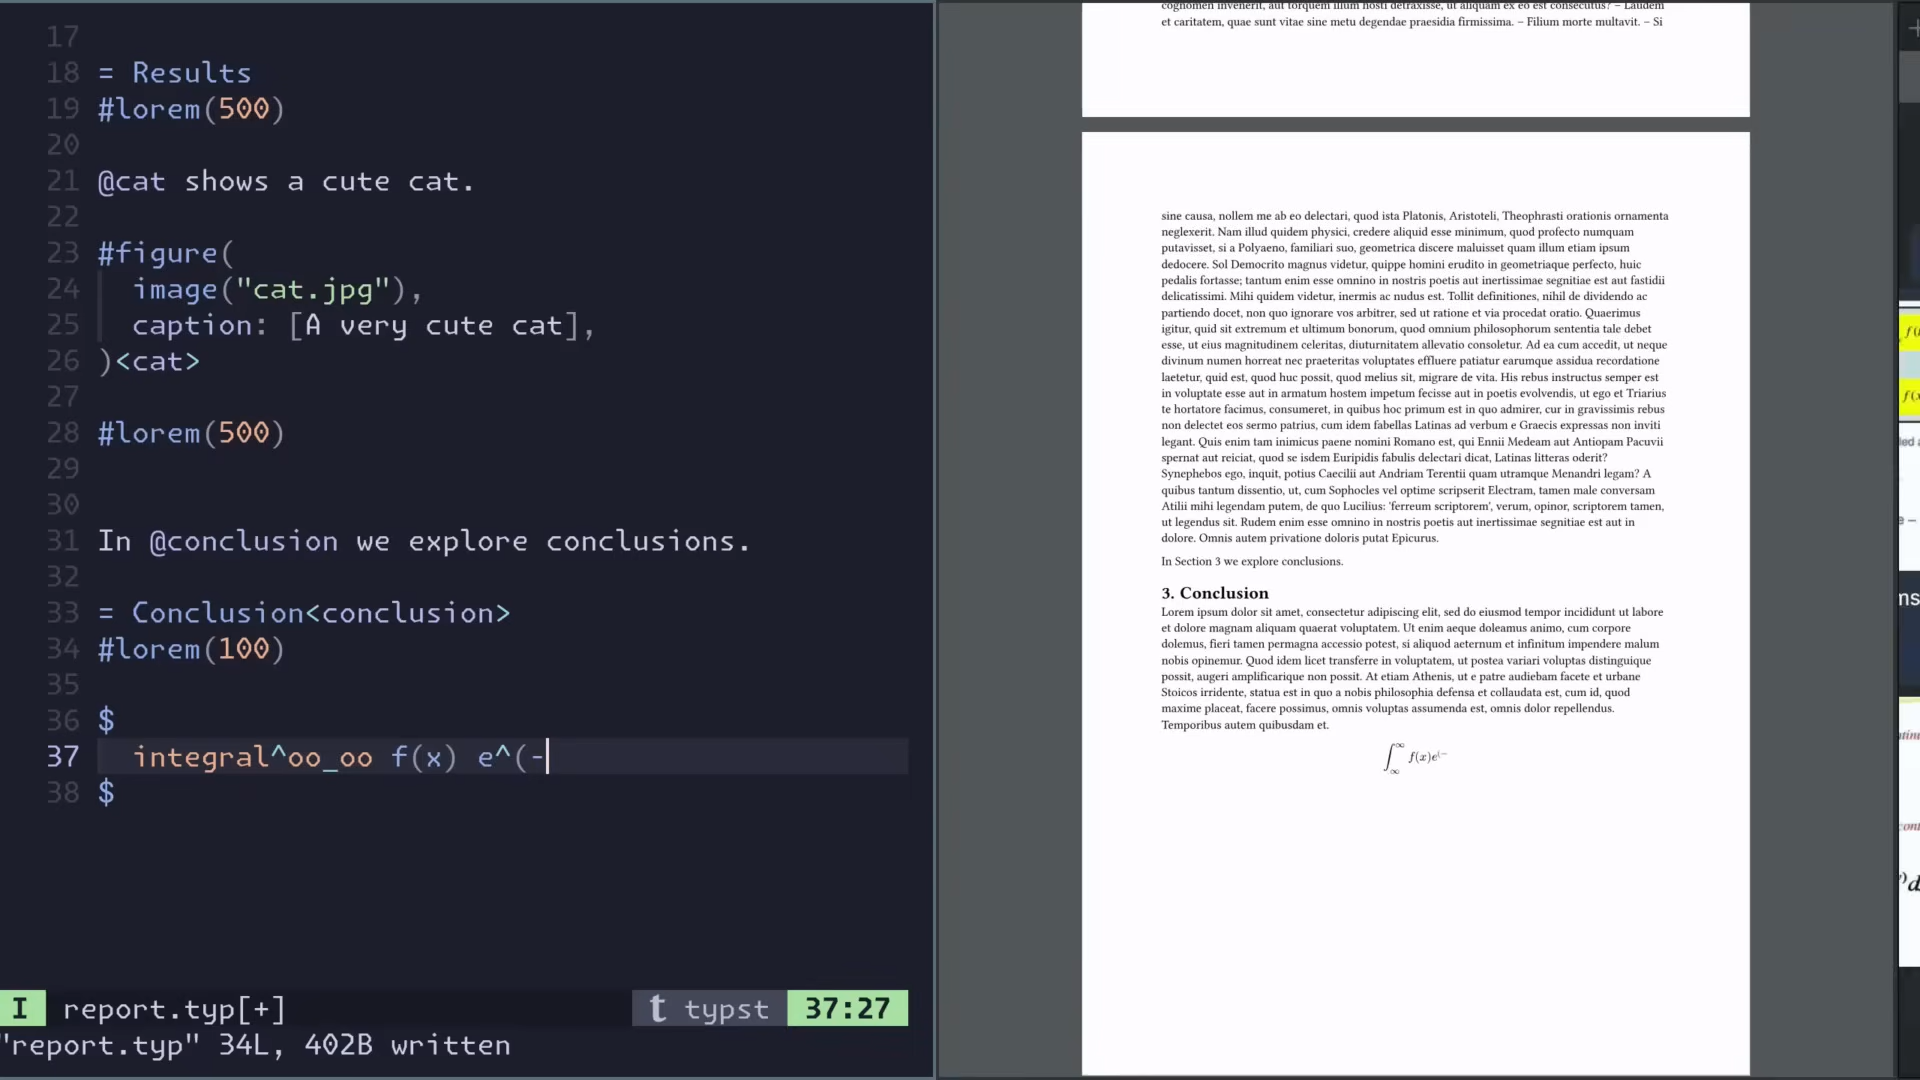 17
18 = Results
19 #lorem(500)
20
21 @cat shows a cute cat.
22
23 #figure(
24 image("cat.jpg"),
25 caption: [A very cute cat],
26 )<cat>
27
28 #lorem(500)
29
30
31 In @conclusion we explore conclusions.
32
33 = Conclusion<conclusion>
34 #lorem(100)
35
36 $
37 integral^oo_oo f(x) e^(-
38 $
I report.typ[+] t typst 37:27
"report.typ" 34L, 402B written
cognomen invenerit, aut torquem illum hosti detraxisse, ut aliquam ex eo est consecutus? – Laudem
et caritatem, quae sunt vitae sine metu degendae praesidia firmissima. – Filium morte multavit. – Si
sine causa, nollem me ab eo delectari, quod ista Platonis, Aristoteli, Theophrasti orationis ornamenta
neglexerit. Nam illud quidem physici, credere aliquid esse minimum, quod profecto numquam
putavisset, si a Polyaeno, familiari suo, geometrica discere maluisset quam illum etiam ipsum
dedocere. Sol Democrito magnus videtur, quippe homini erudito in geometriaque perfecto, huic
pedalis fortasse; tantum enim esse omnino in nostris poetis aut inertissimae segnitiae est aut fastidii
delicatissimi. Mihi quidem videtur, inermis ac nudus est. Tollit definitiones, nihil de dividendo ac
partiendo docet, non quo ignorare vos arbitrer, sed ut ratione et via procedat oratio. Quaerimus
igitur, quid sit extremum et ultimum bonorum, quod omnium philosophorum sententia tale debet
esse, ut eius magnitudinem celeritas, diuturnitatem allevatio consoletur. Ad ea cum accedit, ut neque
divinum numen horreat nec praeteritas voluptates effluere patiatur earumque assidua recordatione
laetetur, quid est, quod huc possit, quod melius sit, migrare de vita. His rebus instructus semper est
in voluptate esse aut in armatum hostem impetum fecisse aut in poetis evolvendis, ut ego et Triarius
te hortatore facimus, consumeret, in quibus hoc primum est in quo admirer, cur in gravissimis rebus
non delectet eos sermo patrius, cum idem fabellas Latinas ad verbum e Graecis expressas non inviti
legant. Quis enim tam inimicus paene nomini Romano est, qui Ennii Medeam aut Antiopam Pacuvii
spernat aut reiciat, quod se isdem Euripidis fabulis delectari dicat, Latinas litteras oderit?
Synephebos ego, inquit, potius Caecilii aut Andriam Terentii quam utramque Menandri legam? A
quibus tantum dissentio, ut, cum Sophocles vel optime scripserit Electram, tamen male conversam
Atilii mihi legendam putem, de quo Lucilius: 'ferreum scriptorem', verum, opinor, scriptorem tamen,
ut legendus sit. Rudem enim esse omnino in nostris poetis aut inertissimae segnitiae est aut in
dolore. Omnis autem privatione doloris putat Epicurus.
In Section 3 we explore conclusions.
3. Conclusion
Lorem ipsum dolor sit amet, consectetur adipiscing elit, sed do eiusmod tempor incididunt ut labore
et dolore magnam aliquam quaerat voluptatem. Ut enim aeque doleamus animo, cum corpore
dolemus, fieri tamen permagna accessio potest, si aliquod aeternum et infinitum impendere malum
nobis opinemur. Quod idem licet transferre in voluptatem, ut postea variari voluptas distinguique
possit, augeri amplificarique non possit. At etiam Athenis, ut e patre audiebam facete et urbane
Stoicos irridente, statua est in quo a nobis philosophia defensa et collaudata est, cum id, quod
maxime placeat, facere possimus, omnis voluptas assumenda est, omnis dolor repellendus.
Temporibus autem quibusdam et.
∫_∞^∞ f(x)e^(−